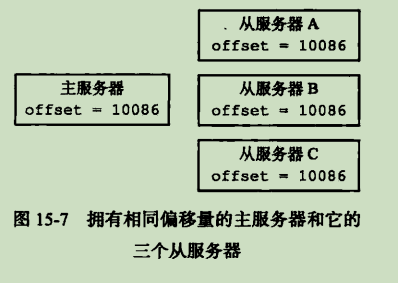 从服务器 A
offset = 10086
主服务器
offset = 10086
从服务器 B
offset = 10086
从服务器 C
offset = 10086
图 15-7 拥有相同偏移量的主服务器和它的
三个从服务器